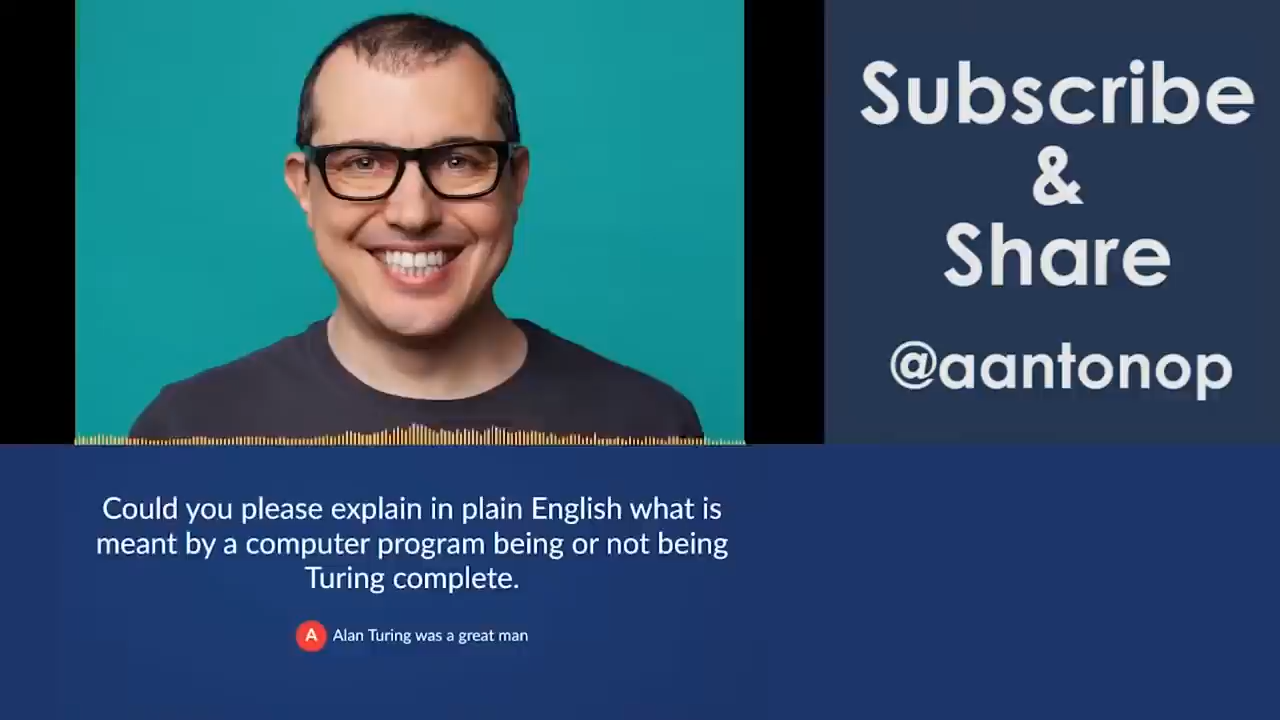 Subscribe
&
Share
@aantonop
Could you please explain in plain English what is
meant by a computer program being or not being
Turing complete.
A Alan Turing was a great man